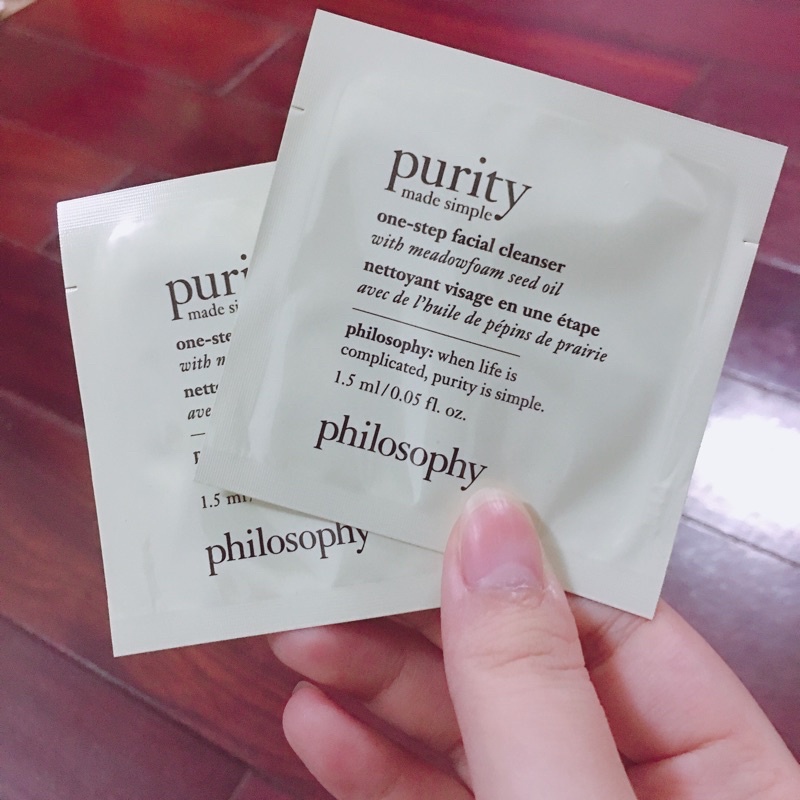 purity
made simple
one-step facial cleanser
with meadowfoam seed oil
nettoyant visage en une étape
avec de l'huile de pépins de prairie
philosophy: when life is
complicated, purity is simple.
1.5 ml/0.05 fl. oz.
philosophy
puri
made si
one-ste
with m
nett
ave
1.5 ml/
philosophy